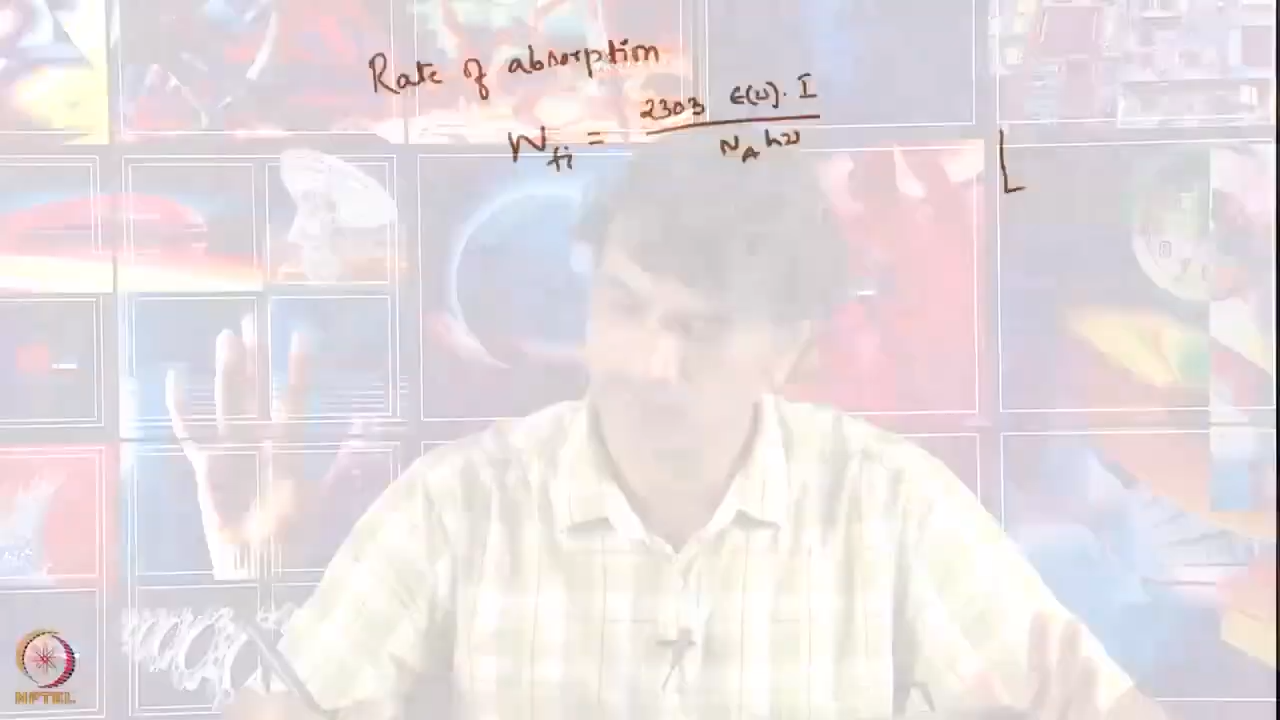 Rate of absorption
W_fi = 2303 ε(ν). I / N_A hν
NPTEL